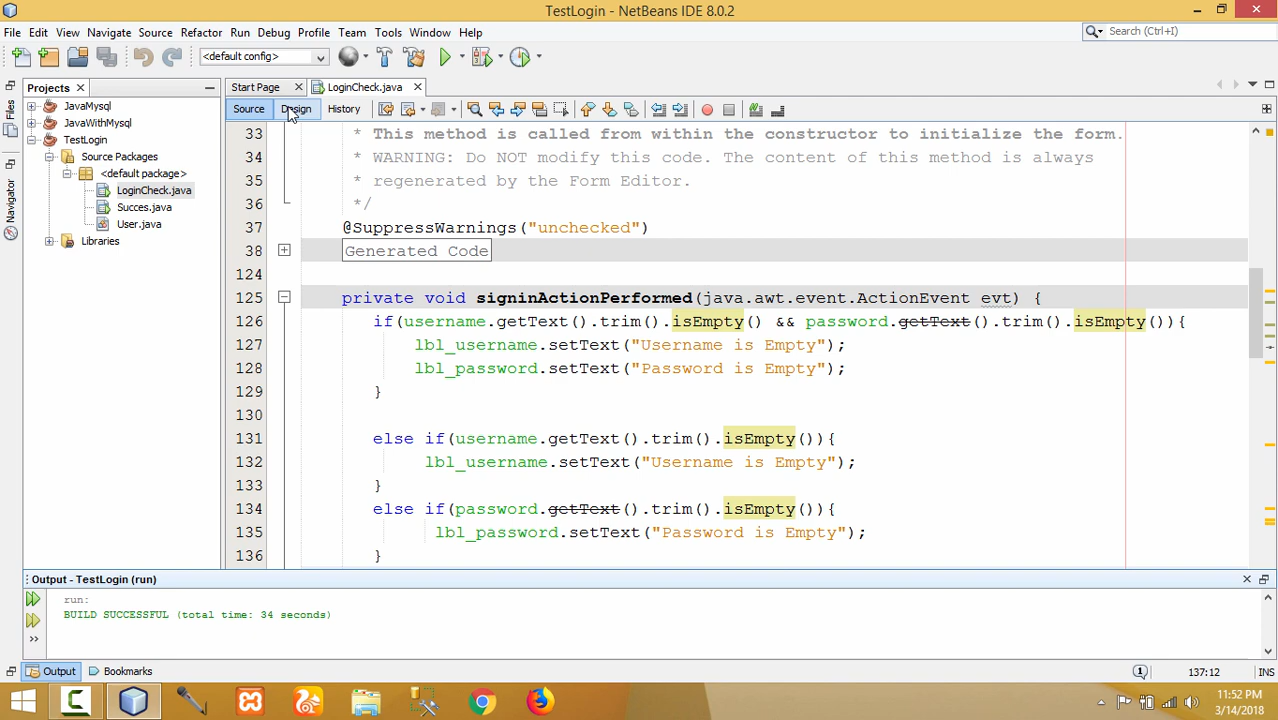 TestLogin - NetBeans IDE 8.0.2
File Edit View Navigate Source Refactor Run Debug Profile Team Tools Window Help
Search (Ctrl+I)
<default config>
Projects
Start Page
LoginCheck.java
Files
Navigator
JavaMysql
JavaWithMysql
TestLogin
Source Packages
<default package>
LoginCheck.java
Succes.java
User.java
Libraries
Source Design History
33 * This method is called from within the constructor to initialize the form.
34 * WARNING: Do NOT modify this code. The content of this method is always
35 * regenerated by the Form Editor.
36 */
37 @SuppressWarnings("unchecked")
38 Generated Code
124
125 private void signinActionPerformed(java.awt.event.ActionEvent evt) {
126 if(username.getText().trim().isEmpty() && password.getText().trim().isEmpty()){
127 lbl_username.setText("Username is Empty");
128 lbl_password.setText("Password is Empty");
129 }
130
131 else if(username.getText().trim().isEmpty()){
132 lbl_username.setText("Username is Empty");
133 }
134 else if(password.getText().trim().isEmpty()){
135 lbl_password.setText("Password is Empty");
136 }
Output - TestLogin (run)
run:
BUILD SUCCESSFUL (total time: 34 seconds)
Output Bookmarks
1
137:12 INS
11:52 PM
3/14/2018